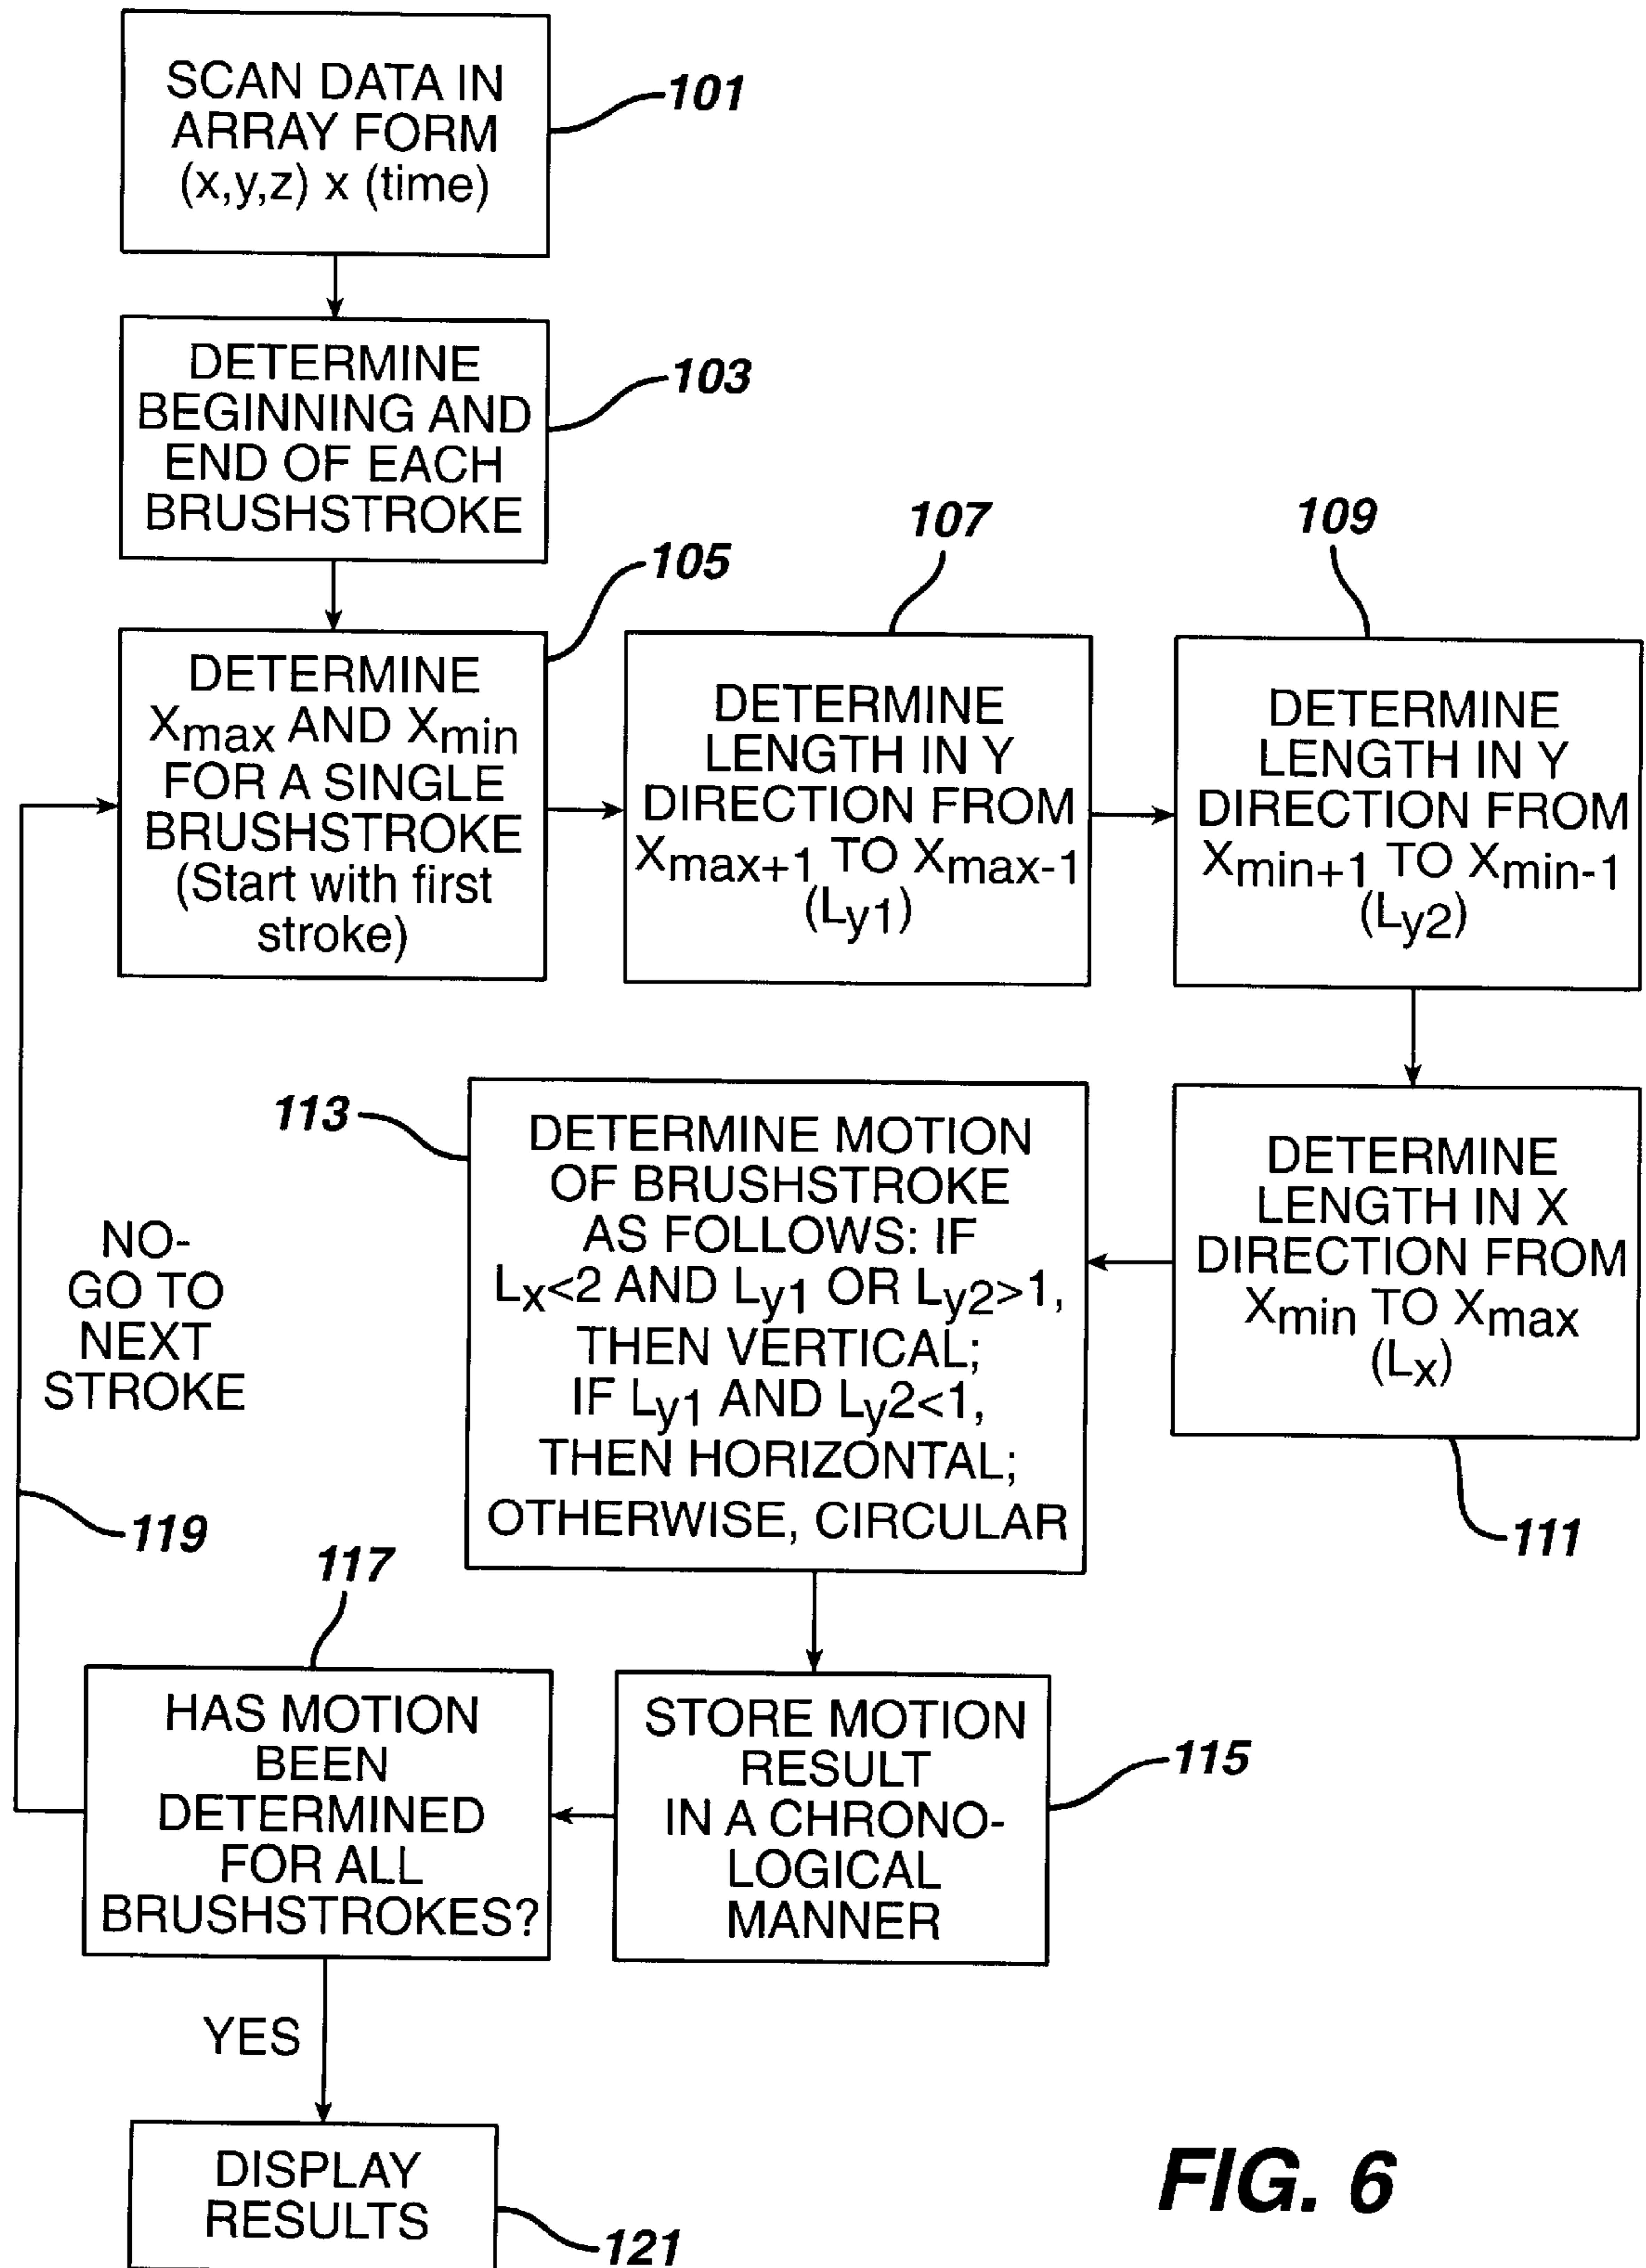 SCAN DATA IN
ARRAY FORM
(x,y,z) x (time)
101
DETERMINE
BEGINNING AND
END OF EACH
BRUSHSTROKE
103
DETERMINE
Xmax AND Xmin
FOR A SINGLE
BRUSHSTROKE
(Start with first
stroke)
105
DETERMINE
LENGTH IN Y
DIRECTION FROM
Xmax+1 TO Xmax-1
(Ly1)
107
DETERMINE
LENGTH IN Y
DIRECTION FROM
Xmin+1 TO Xmin-1
(Ly2)
109
DETERMINE
LENGTH IN X
DIRECTION FROM
Xmin TO Xmax
(Lx)
111
DETERMINE MOTION
OF BRUSHSTROKE
AS FOLLOWS: IF
Lx<2 AND Ly1 OR Ly2>1,
THEN VERTICAL;
IF Ly1 AND Ly2<1,
THEN HORIZONTAL;
OTHERWISE, CIRCULAR
113
STORE MOTION
RESULT
IN A CHRONO-
LOGICAL
MANNER
115
HAS MOTION
BEEN
DETERMINED
FOR ALL
BRUSHSTROKES?
117
NO-
GO TO
NEXT
STROKE
119
YES
DISPLAY
RESULTS
121
FIG. 6